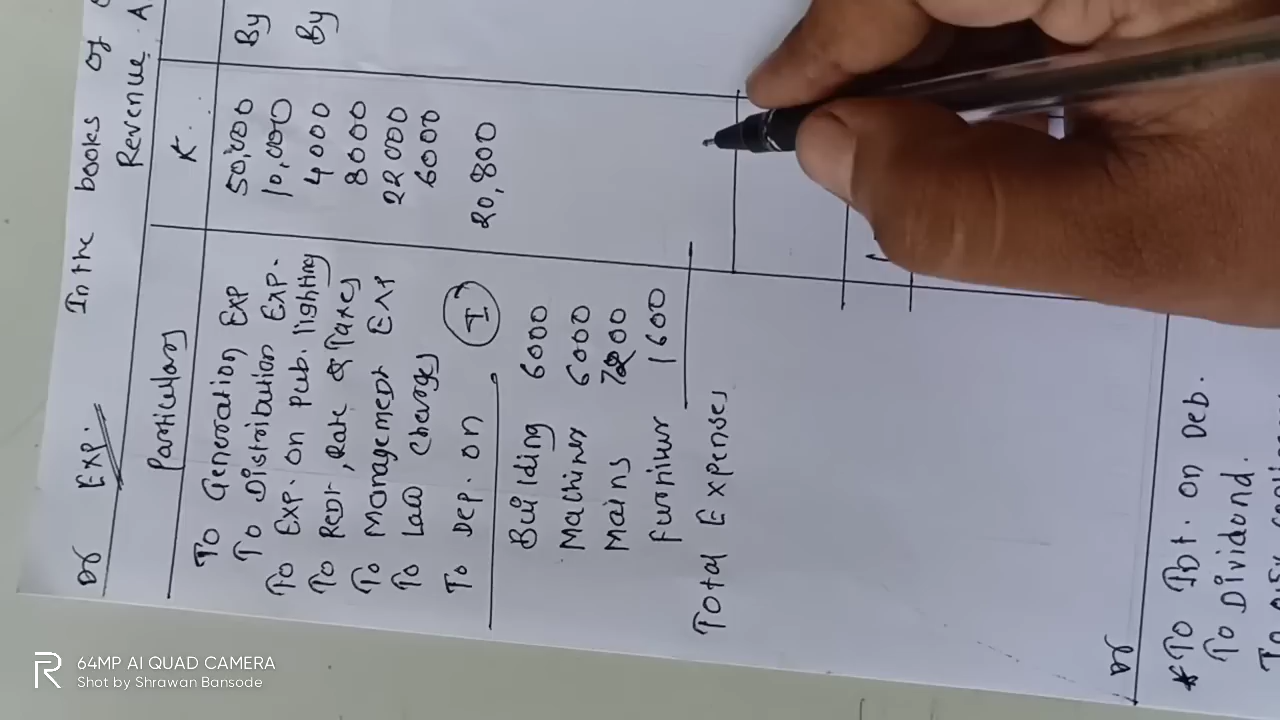 In the books of
Dr EXP. Revenue A
Particulars K.
To Generation Exp 50,000 By
To Distribution Exp. 10,000
To Exp. on Pub. lighting 4000 By
To Rent, Rate & Taxes 8000
To Management Exp 22000
To Law Charges 6000
To Dep. on I 20,800
Building 6000
Machiner 6000
Mains 7200
Furnitur 1600
Total Expenses
Dr
*To Int. on Deb.
To Dividend.
64MP AI QUAD CAMERA
Shot by Shrawan Bansode